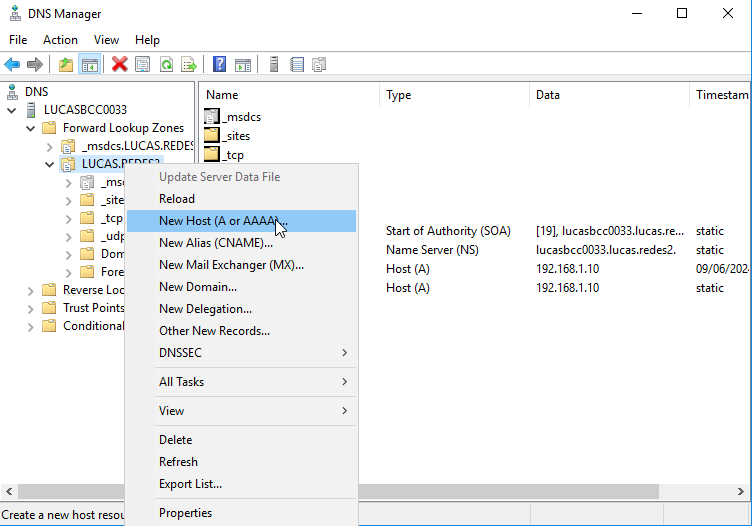 DNS Manager
File Action View Help
DNS
LUCASBCC0033
Forward Lookup Zones
_msdcs.LUCAS.REDES
LUCAS.REDES2
_sites
_tcp
_udp
Reverse Loo
Trust Points
Conditional
Name Type Data Timestam
_msdcs
_sites
_tcp
Start of Authority (SOA) [19], lucasbcc0033.lucas.re... static
Name Server (NS) lucasbcc0033.lucas.redes2. static
Host (A) 192.168.1.10 09/06/202
Host (A) 192.168.1.10 static
Update Server Data File
Reload
New Host (A or AAAA)...
New Alias (CNAME)...
New Mail Exchanger (MX)...
New Domain...
New Delegation...
Other New Records...
DNSSEC
All Tasks
View
Delete
Refresh
Export List...
Properties
Create a new host resou